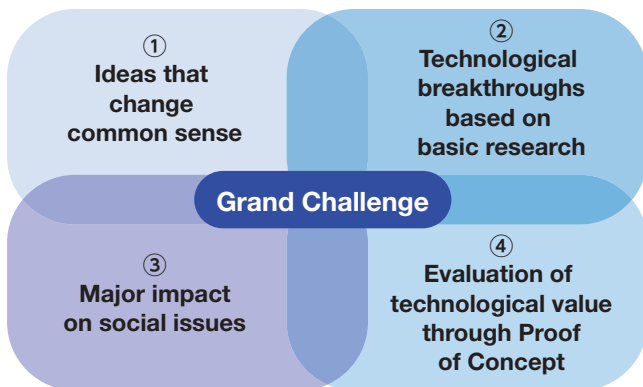 ①
Ideas that
change
common sense
②
Technological
breakthroughs
based on
basic research
Grand Challenge
③
Major impact
on social issues
④
Evaluation of
technological value
through Proof
of Concept